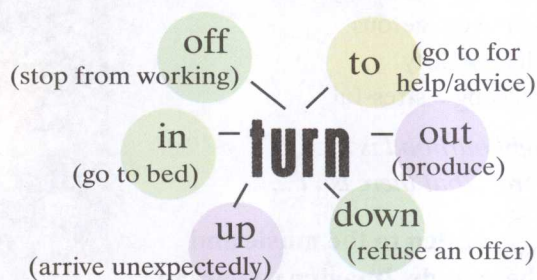 off
(stop from working)
to
(go to for
help/advice)
in
(go to bed)
turn
out
(produce)
up
(arrive unexpectedly)
down
(refuse an offer)